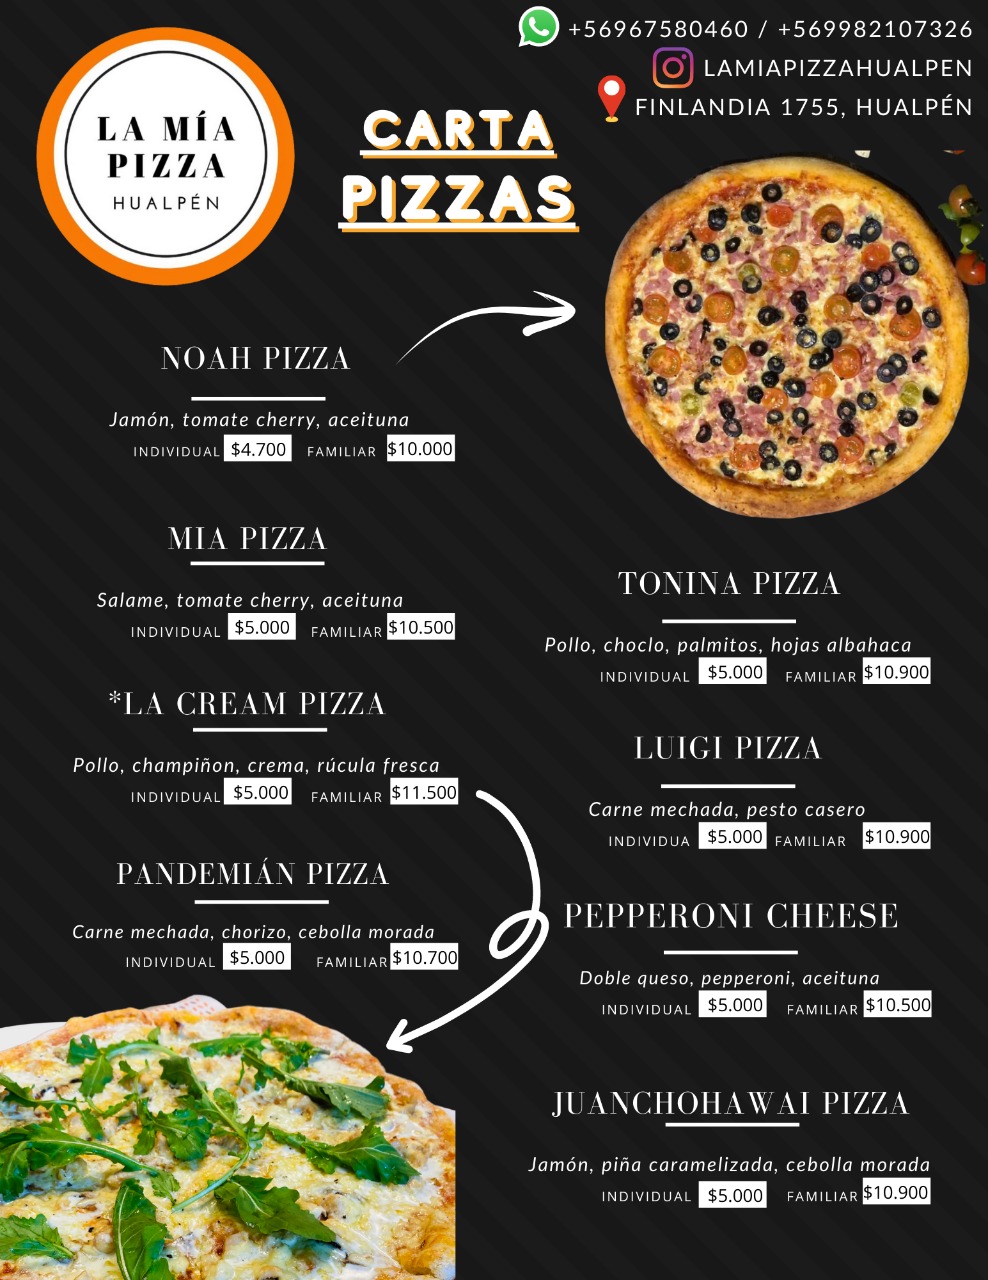 +56967580460 / +569982107326
LAMIAPIZZAHUALPEN
FINLANDIA 1755, HUALPÉN
LA MÍA
PIZZA
HUALPÉN
CARTA
PIZZAS
NOAH PIZZA
Jamón, tomate cherry, aceituna
INDIVIDUAL $4.700 FAMILIAR $10.000
MIA PIZZA
Salame, tomate cherry, aceituna
INDIVIDUAL $5.000 FAMILIAR $10.500
*LA CREAM PIZZA
Pollo, champiñon, crema, rúcula fresca
INDIVIDUAL $5.000 FAMILIAR $11.500
PANDEMIÁN PIZZA
Carne mechada, chorizo, cebolla morada
INDIVIDUAL $5.000 FAMILIAR $10.700
TONINA PIZZA
Pollo, choclo, palmitos, hojas albahaca
INDIVIDUAL $5.000 FAMILIAR $10.900
LUIGI PIZZA
Carne mechada, pesto casero
INDIVIDUA $5.000 FAMILIAR $10.900
PEPPERONI CHEESE
Doble queso, pepperoni, aceituna
INDIVIDUAL $5.000 FAMILIAR $10.500
JUANCHOHAWAI PIZZA
Jamón, piña caramelizada, cebolla morada
INDIVIDUAL $5.000 FAMILIAR $10.900